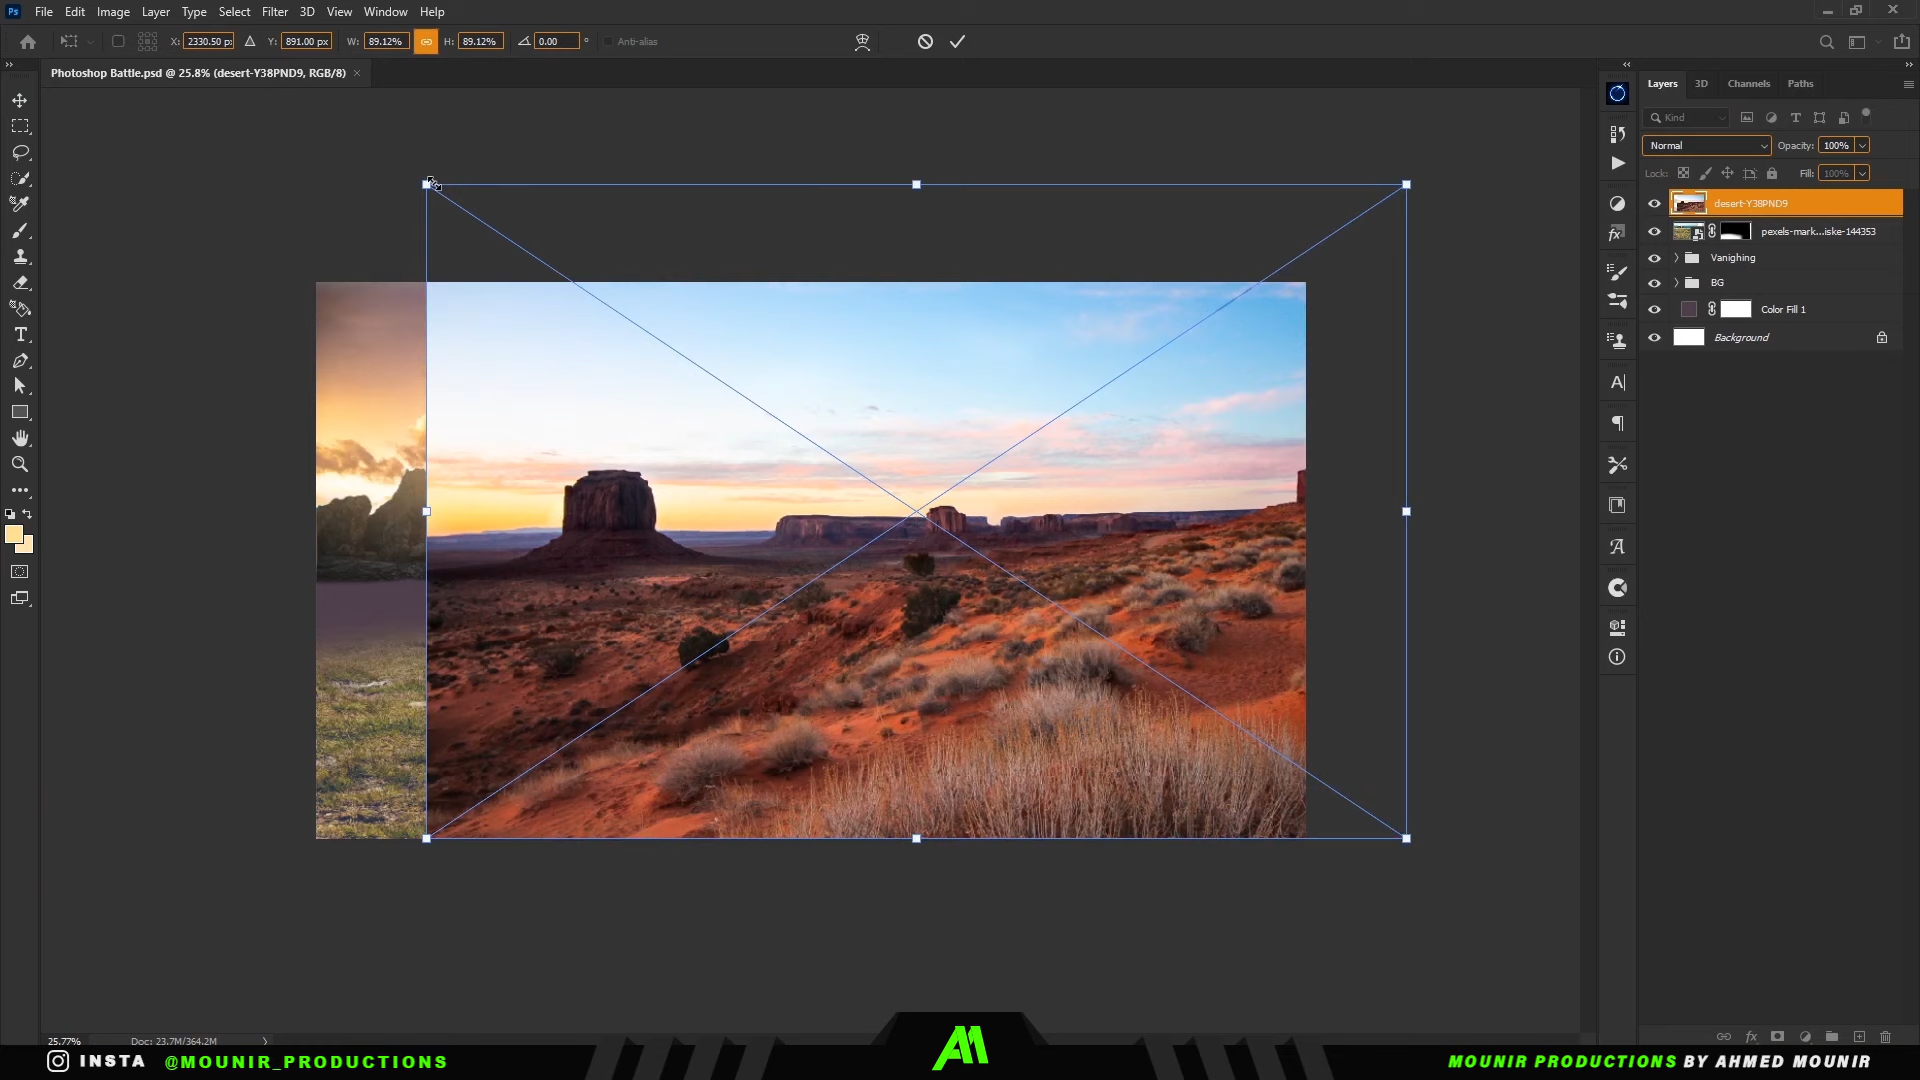 Ps File Edit Image Layer Type Select Filter 3D View Window Help
X: 2330.50 px Y: 891.00 px W: 89.12% H: 89.12% 0.00 ° Anti-alias
Photoshop Battle.psd @ 25.8% (desert-Y38PND9, RGB/8) ×
Layers 3D Channels Paths
Kind
Normal Opacity: 100%
Lock: Fill: 100%
desert-Y38PND9
pexels-mark...iske-144353
Vanighing
BG
Color Fill 1
Background
25.77% Doc: 23.7M/364.2M
INSTA @MOUNIR_PRODUCTIONS
AM
MOUNIR PRODUCTIONS BY AHMED MOUNIR